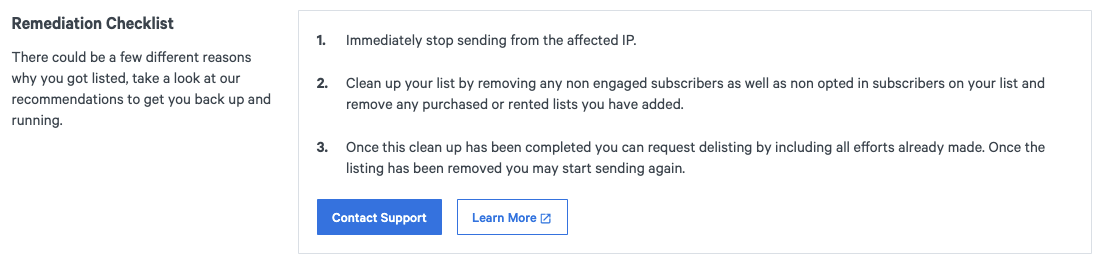 Remediation Checklist
There could be a few different reasons
why you got listed, take a look at our
recommendations to get you back up and
running.
1. Immediately stop sending from the affected IP.
2. Clean up your list by removing any non engaged subscribers as well as non opted in subscribers on your list and
remove any purchased or rented lists you have added.
3. Once this clean up has been completed you can request delisting by including all efforts already made. Once the
listing has been removed you may start sending again.
Contact Support
Learn More